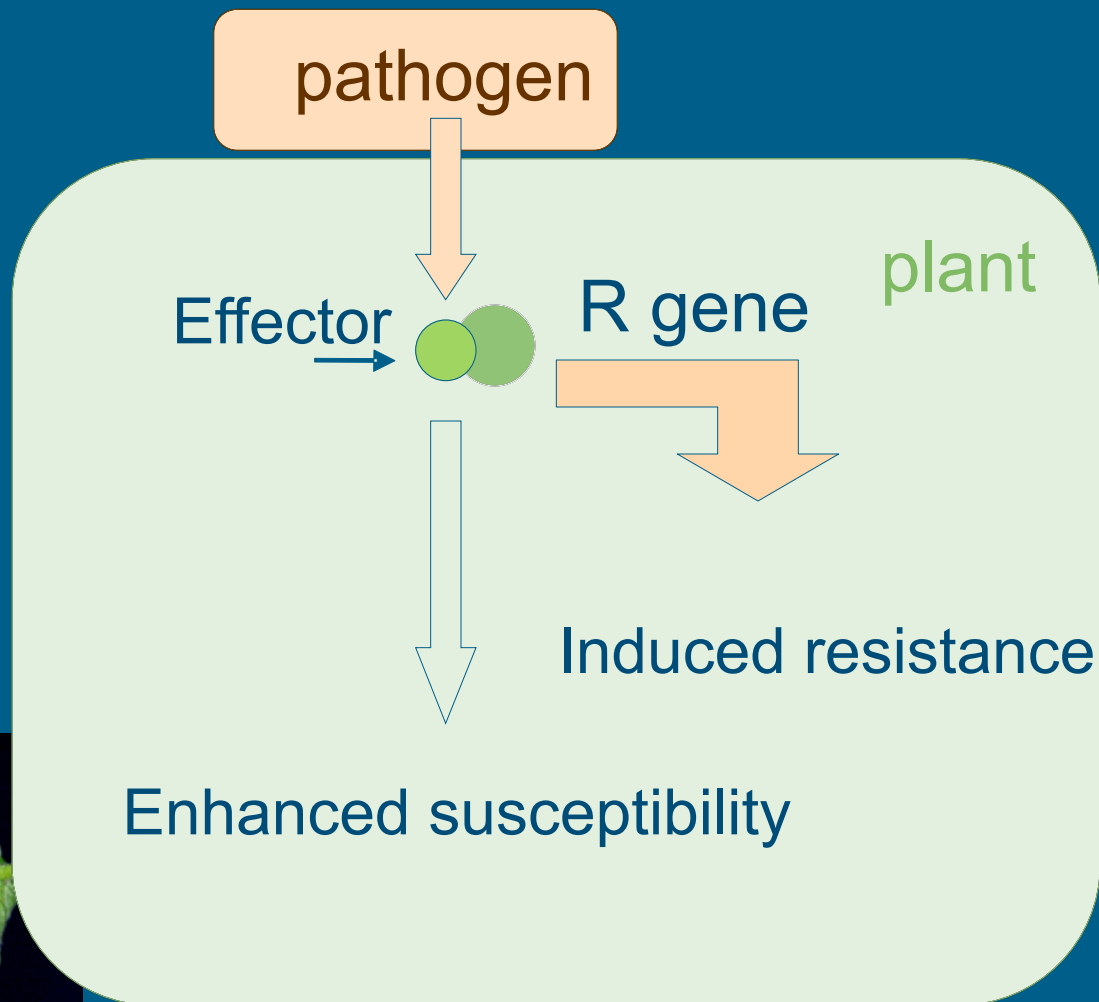 pathogen
plant
Effector
R gene
Induced resistance
Enhanced susceptibility